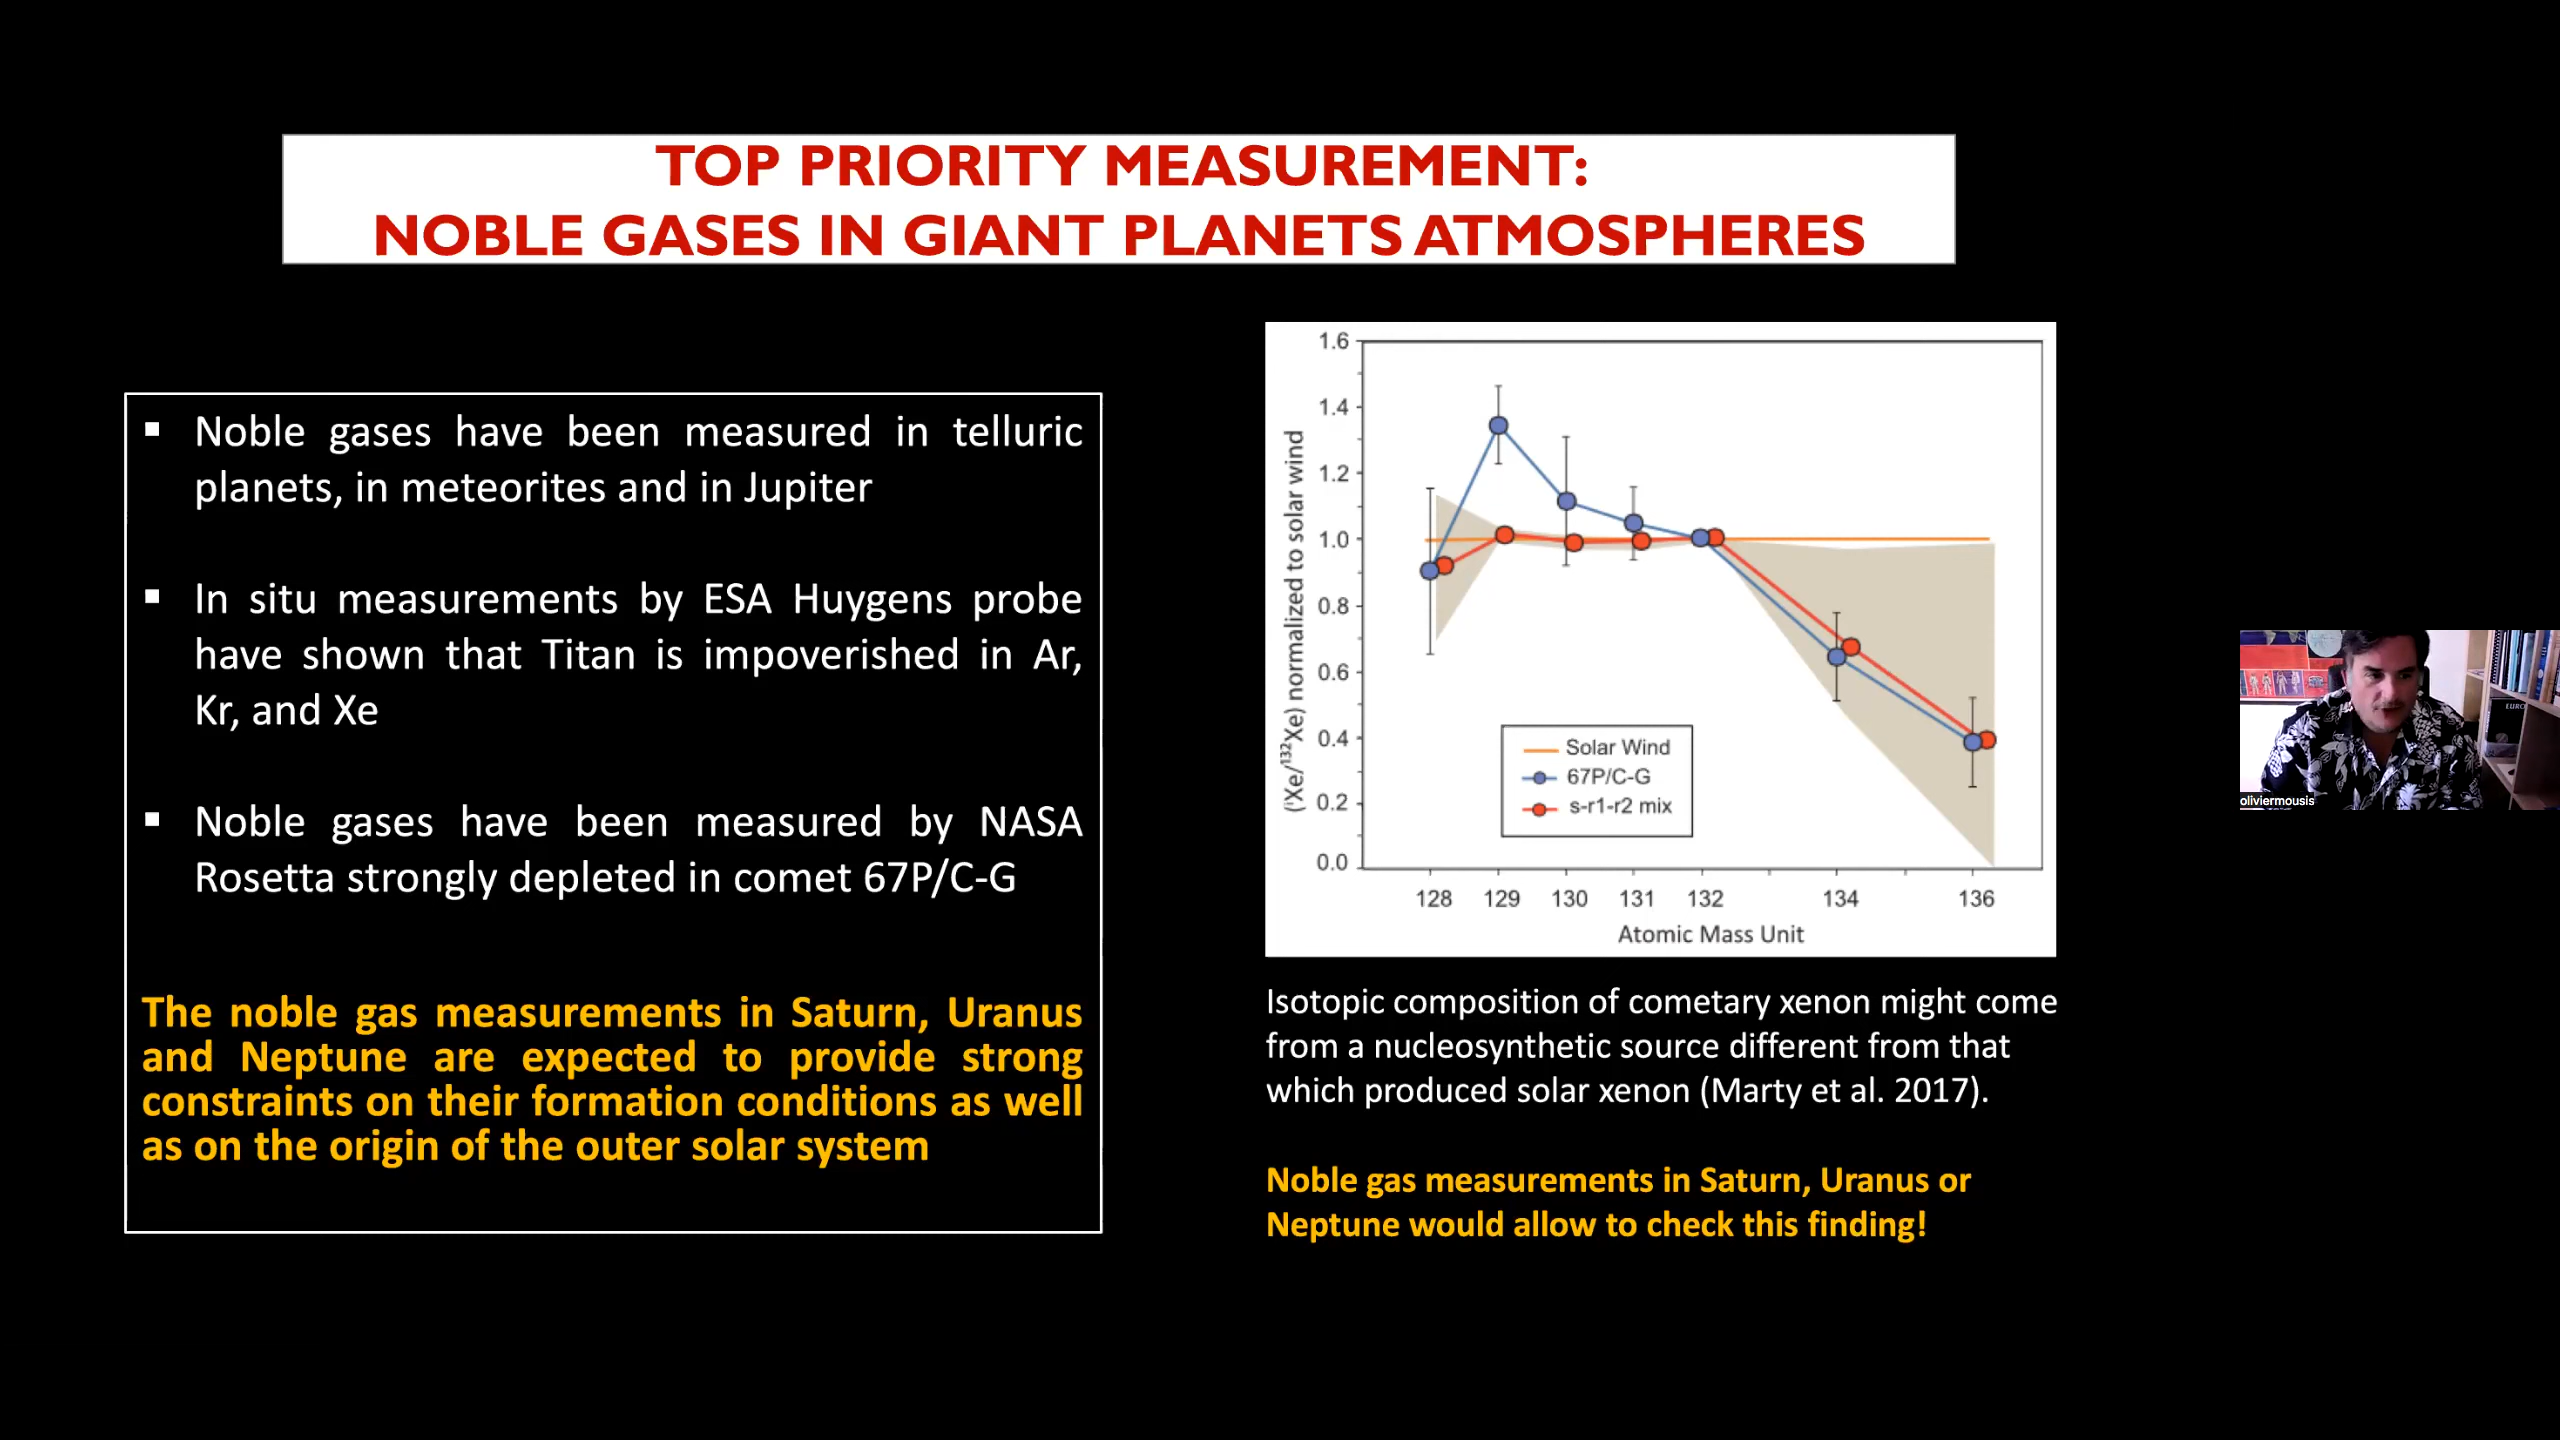 TOP PRIORITY MEASUREMENT:
NOBLE GASES IN GIANT PLANETS ATMOSPHERES
▪ Noble gases have been measured in telluric
planets, in meteorites and in Jupiter
▪ In situ measurements by ESA Huygens probe
have shown that Titan is impoverished in Ar,
Kr, and Xe
▪ Noble gases have been measured by NASA
Rosetta strongly depleted in comet 67P/C-G
The noble gas measurements in Saturn, Uranus
and Neptune are expected to provide strong
constraints on their formation conditions as well
as on the origin of the outer solar system
(ⁱXe/¹³²Xe) normalized to solar wind
1.6
1.4
1.2
1.0
0.8
0.6
0.4
0.2
0.0
Solar Wind
67P/C-G
s-r1-r2 mix
128 129 130 131 132 134 136
Atomic Mass Unit
Isotopic composition of cometary xenon might come
from a nucleosynthetic source different from that
which produced solar xenon (Marty et al. 2017).
Noble gas measurements in Saturn, Uranus or
Neptune would allow to check this finding!
oliviermousis